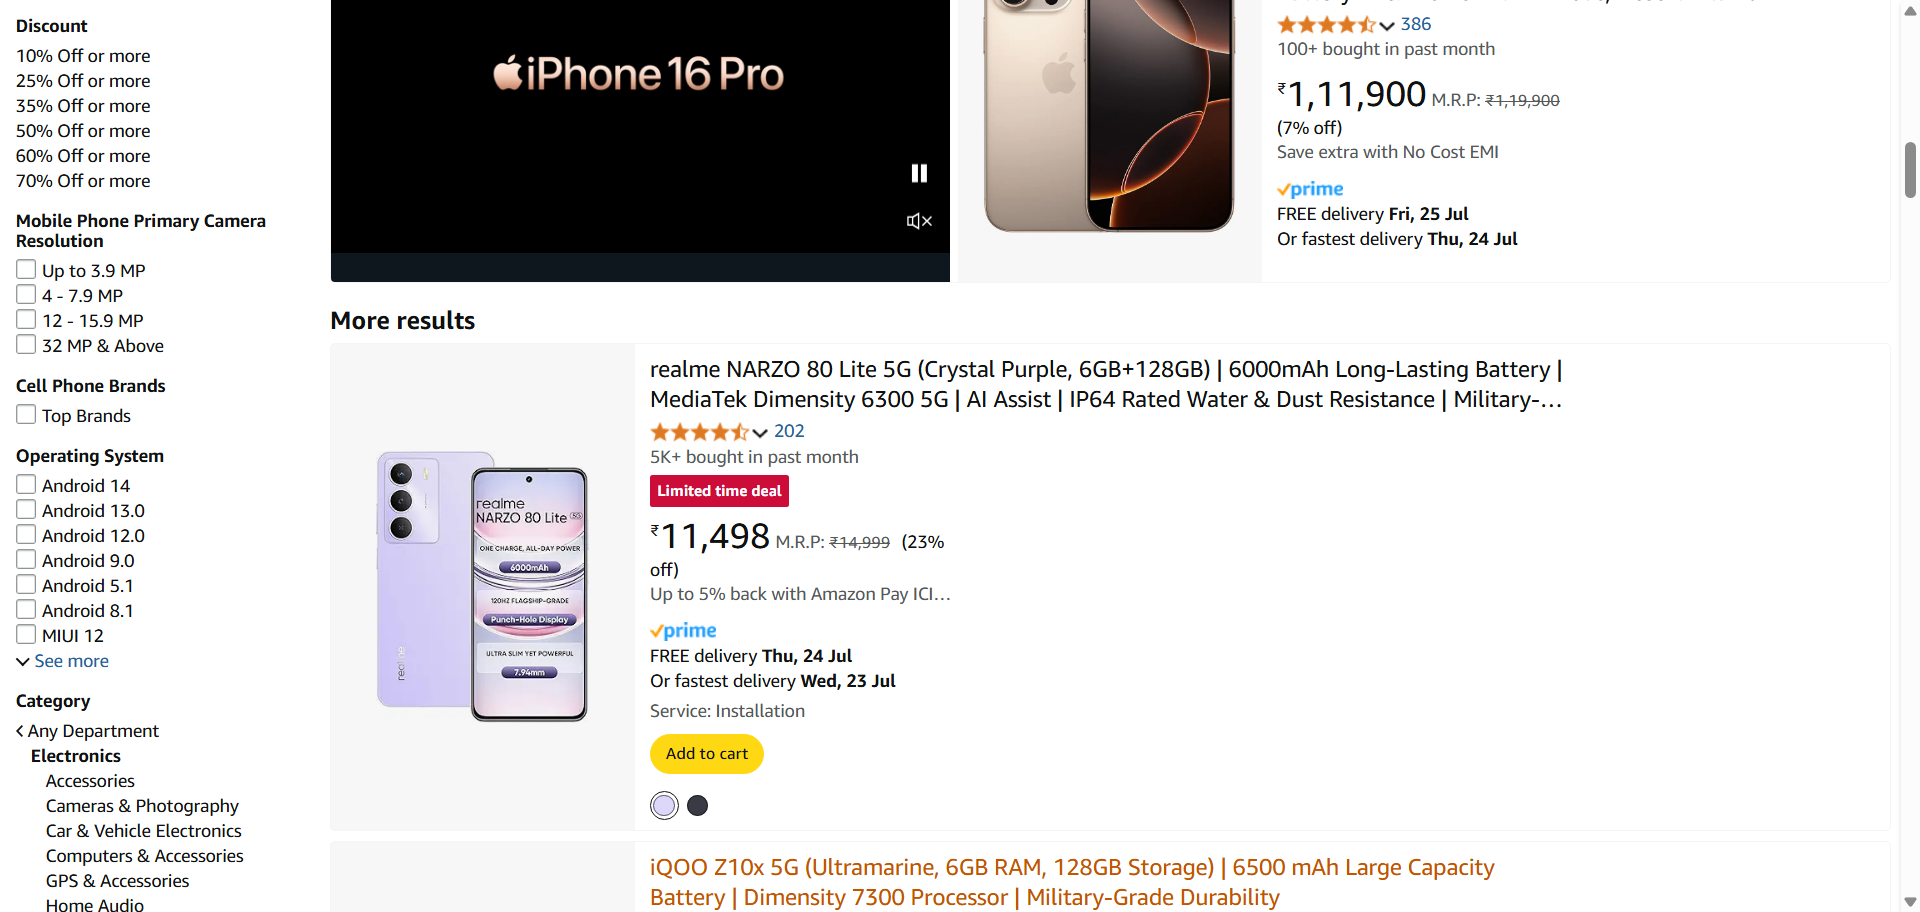 Discount
10% Off or more
25% Off or more
35% Off or more
50% Off or more
60% Off or more
70% Off or more
Mobile Phone Primary Camera
Resolution
Up to 3.9 MP
4 - 7.9 MP
12 - 15.9 MP
32 MP & Above
Cell Phone Brands
Top Brands
Operating System
Android 14
Android 13.0
Android 12.0
Android 9.0
Android 5.1
Android 8.1
MIUI 12
See more
Category
Any Department
Electronics
Accessories
Cameras & Photography
Car & Vehicle Electronics
Computers & Accessories
GPS & Accessories
Home Audio
iPhone 16 Pro
386
100+ bought in past month
₹1,11,900 M.R.P: ₹1,19,900
(7% off)
Save extra with No Cost EMI
prime
FREE delivery Fri, 25 Jul
Or fastest delivery Thu, 24 Jul
More results
realme
NARZO 80 Lite 5G
ONE CHARGE, ALL-DAY POWER
6000mAh
120HZ FLAGSHIP-GRADE
Punch-Hole Display
ULTRA SLIM YET POWERFUL
7.94mm
realme
realme NARZO 80 Lite 5G (Crystal Purple, 6GB+128GB) | 6000mAh Long-Lasting Battery |
MediaTek Dimensity 6300 5G | AI Assist | IP64 Rated Water & Dust Resistance | Military-...
202
5K+ bought in past month
Limited time deal
₹11,498 M.R.P: ₹14,999 (23%
off)
Up to 5% back with Amazon Pay ICI...
prime
FREE delivery Thu, 24 Jul
Or fastest delivery Wed, 23 Jul
Service: Installation
Add to cart
iQOO Z10x 5G (Ultramarine, 6GB RAM, 128GB Storage) | 6500 mAh Large Capacity
Battery | Dimensity 7300 Processor | Military-Grade Durability